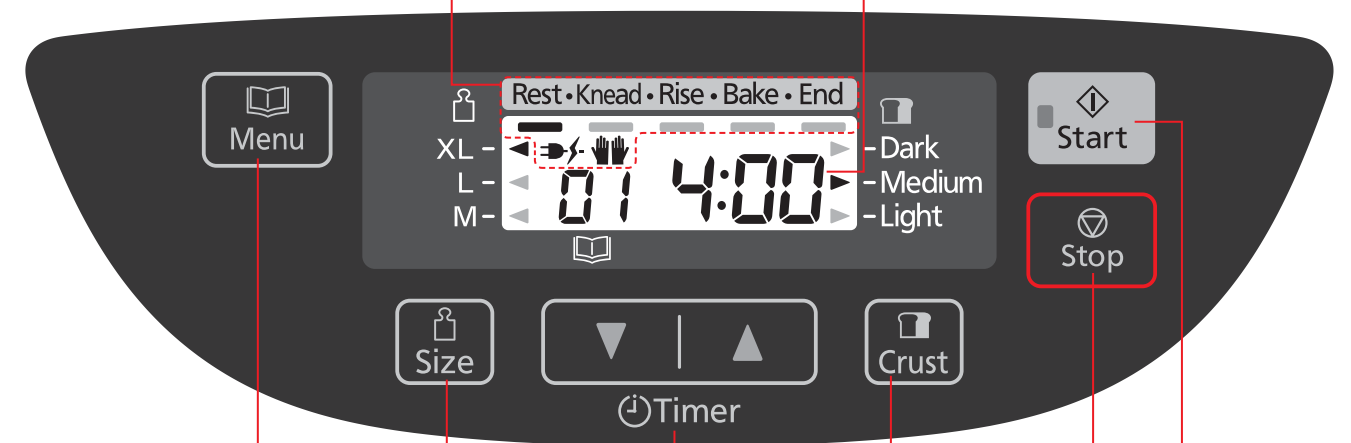 Rest • Knead • Rise • Bake • End
Menu
XL –
L –
M –
01 4:00
– Dark
– Medium
– Light
Start
Stop
Size
Crust
Timer